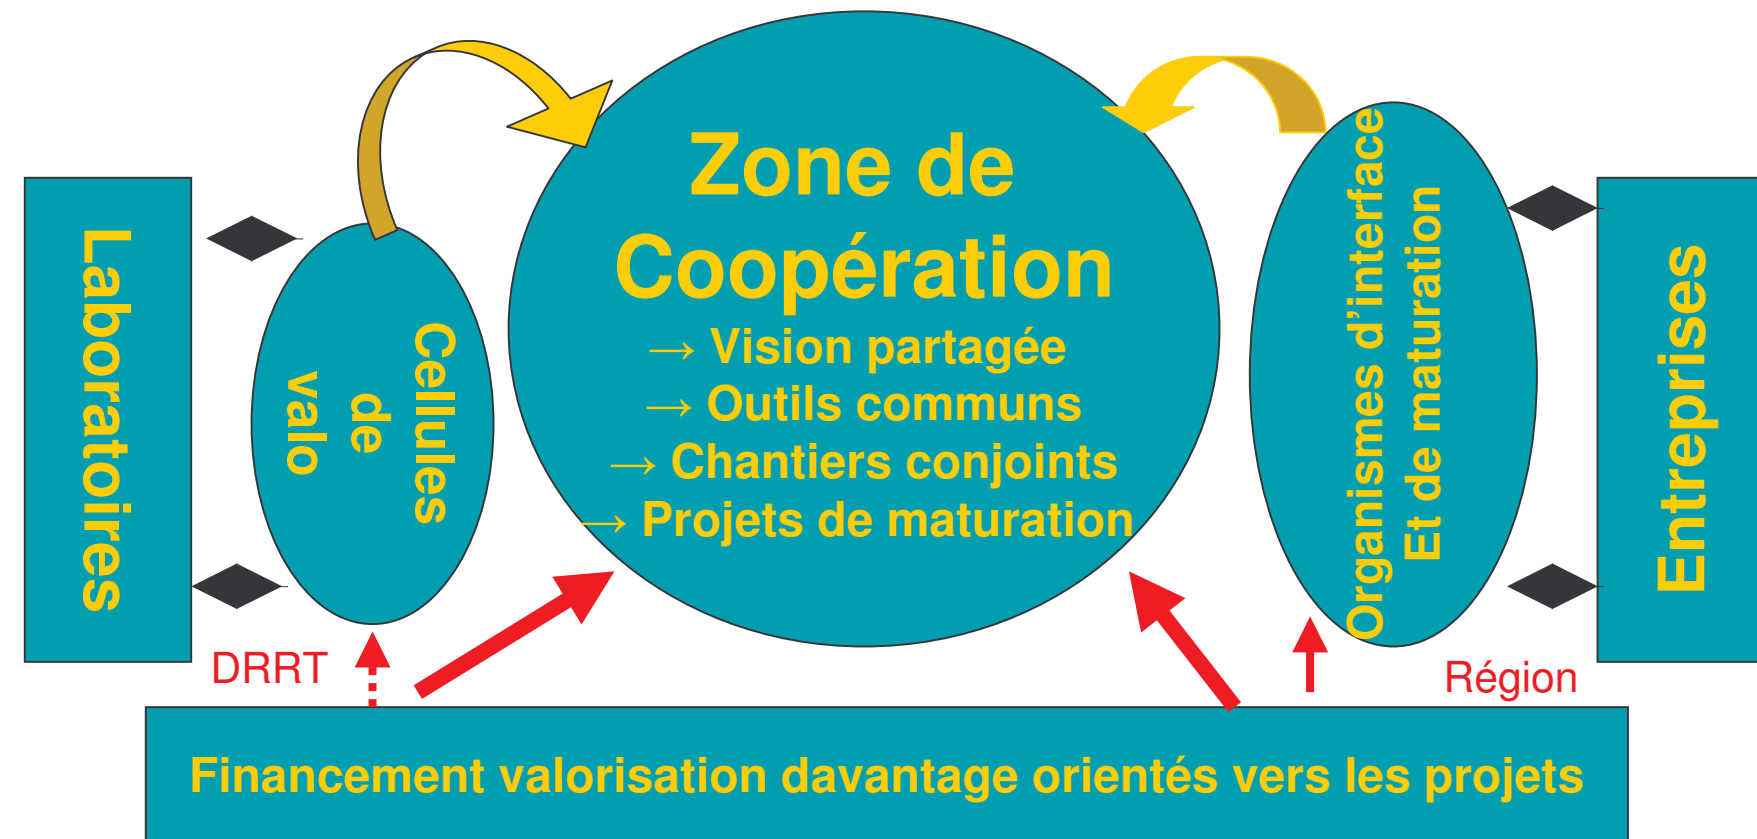 Laboratoires
Cellules
de
valo
Zone de
Coopération
→ Vision partagée
→ Outils communs
→ Chantiers conjoints
→ Projets de maturation
Organismes d’interface
Et de maturation
Entreprises
DRRT
Région
Financement valorisation davantage orientés vers les projets